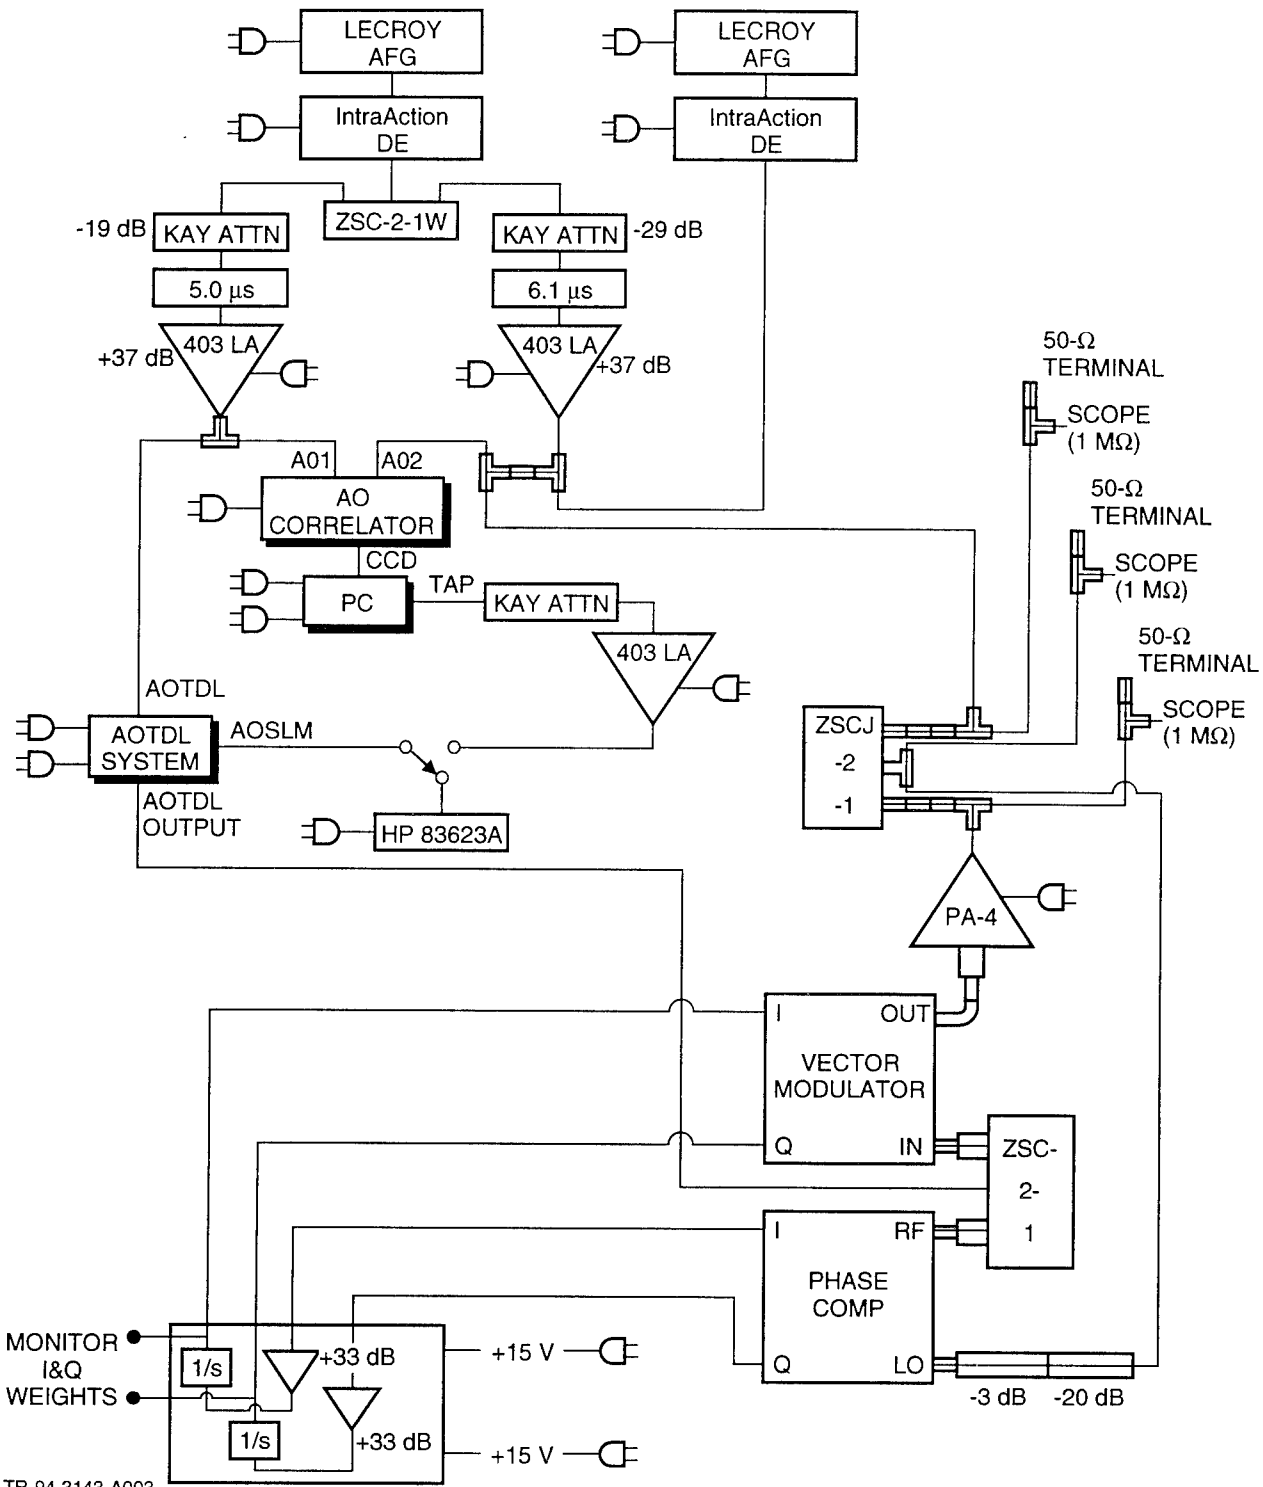 LECROY
AFG
LECROY
AFG
IntraAction
DE
IntraAction
DE
-19 dB
KAY ATTN
ZSC-2-1W
KAY ATTN
-29 dB
5.0 µs
6.1 µs
403 LA
+37 dB
403 LA
+37 dB
50-Ω
TERMINAL
SCOPE
(1 MΩ)
A01
A02
AO
CORRELATOR
50-Ω
TERMINAL
SCOPE
(1 MΩ)
CCD
PC
TAP
KAY ATTN
403 LA
50-Ω
TERMINAL
SCOPE
(1 MΩ)
AOTDL
AOTDL
SYSTEM
AOSLM
ZSCJ
-2
-1
AOTDL
OUTPUT
HP 83623A
PA-4
I
OUT
VECTOR
MODULATOR
Q
IN
ZSC-
2-
1
I
RF
PHASE
COMP
Q
LO
-3 dB
-20 dB
MONITOR
I&Q
WEIGHTS
1/s
+33 dB
1/s
+33 dB
+15 V
+15 V